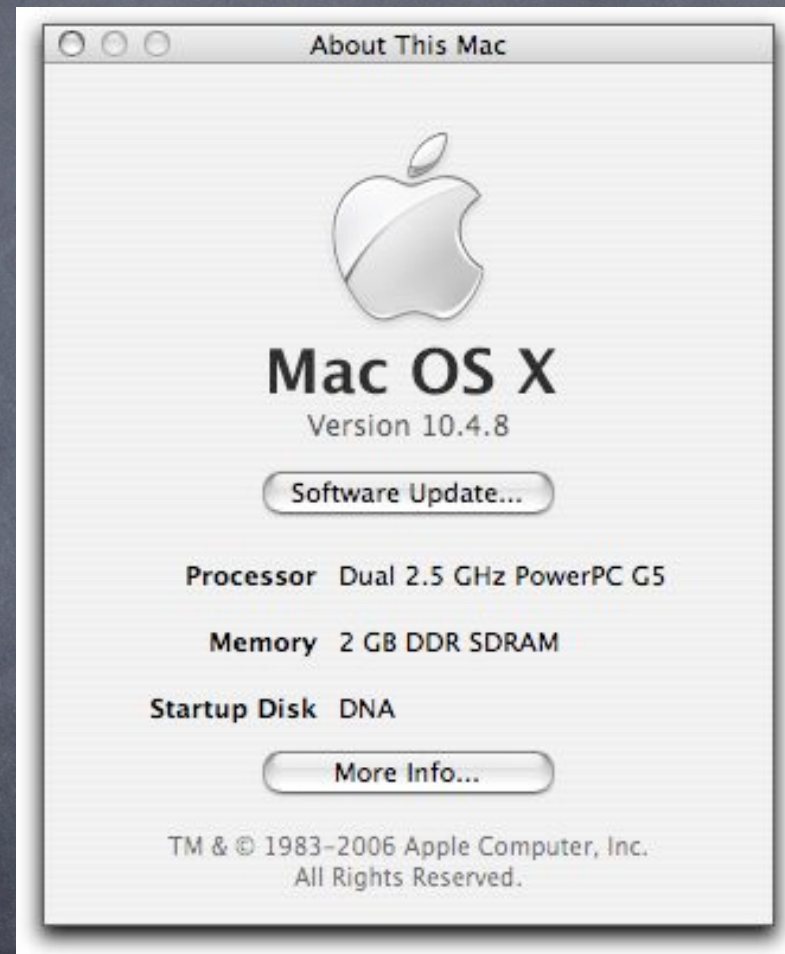 About This Mac
Mac OS X
Version 10.4.8
Software Update...
Processor Dual 2.5 GHz PowerPC G5
Memory 2 GB DDR SDRAM
Startup Disk DNA
More Info...
TM & © 1983–2006 Apple Computer, Inc.
All Rights Reserved.